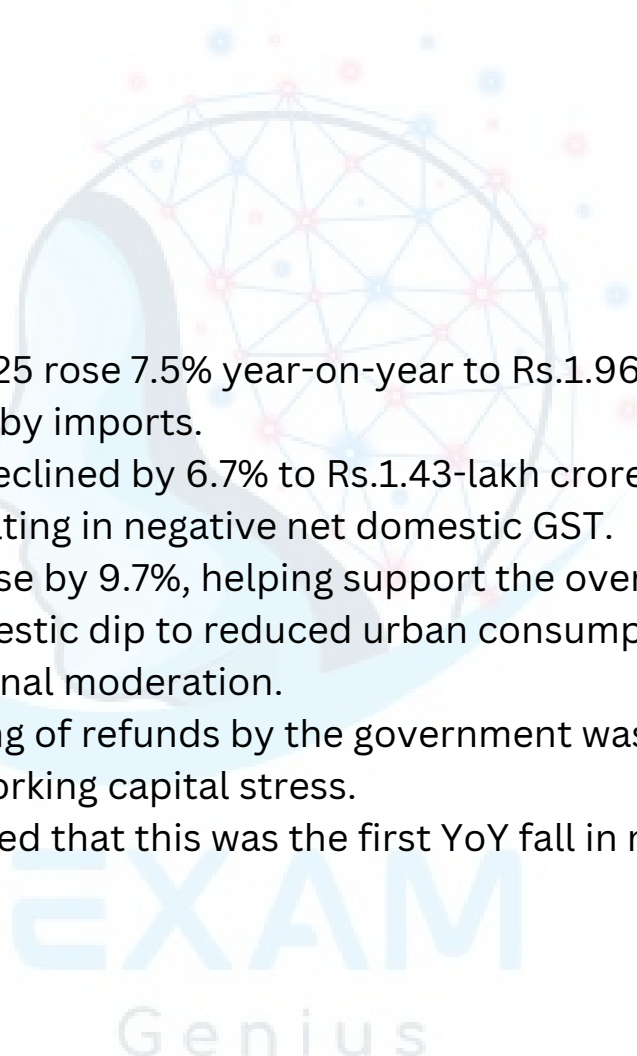 25 rose 7.5% year-on-year to Rs.1.96
by imports.
eclined by 6.7% to Rs.1.43-lakh crore
ting in negative net domestic GST.
se by 9.7%, helping support the over
estic dip to reduced urban consump
nal moderation.
ng of refunds by the government was
orking capital stress.
ed that this was the first YoY fall in
EXAM
Genius